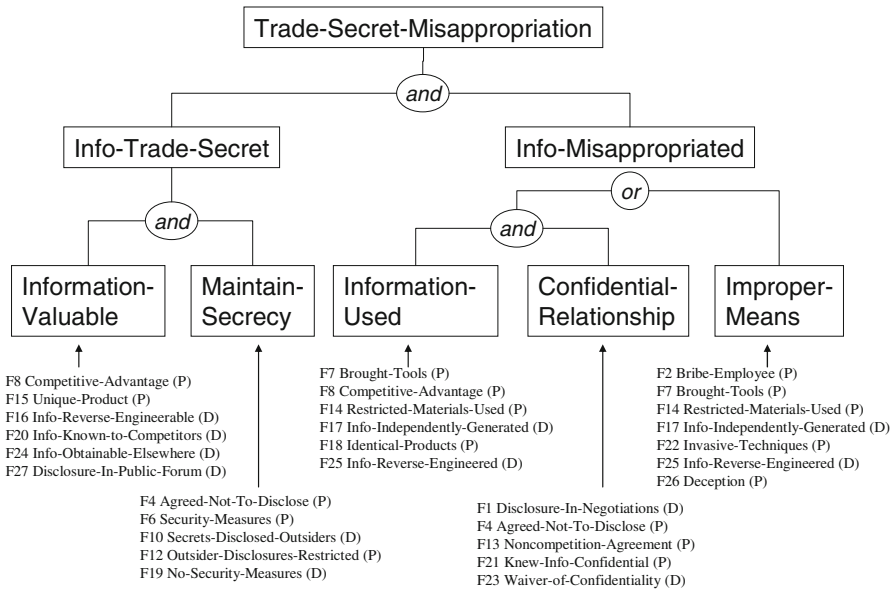 Trade-Secret-Misappropriation
and
Info-Trade-Secret
Info-Misappropriated
or
and
and
Information-
Valuable
Maintain-
Secrecy
Information-
Used
Confidential-
Relationship
Improper-
Means
F8 Competitive-Advantage (P)
F15 Unique-Product (P)
F16 Info-Reverse-Engineerable (D)
F20 Info-Known-to-Competitors (D)
F24 Info-Obtainable-Elsewhere (D)
F27 Disclosure-In-Public-Forum (D)
F4 Agreed-Not-To-Disclose (P)
F6 Security-Measures (P)
F10 Secrets-Disclosed-Outsiders (D)
F12 Outsider-Disclosures-Restricted (P)
F19 No-Security-Measures (D)
F7 Brought-Tools (P)
F8 Competitive-Advantage (P)
F14 Restricted-Materials-Used (P)
F17 Info-Independently-Generated (D)
F18 Identical-Products (P)
F25 Info-Reverse-Engineered (D)
F1 Disclosure-In-Negotiations (D)
F4 Agreed-Not-To-Disclose (P)
F13 Noncompetition-Agreement (P)
F21 Knew-Info-Confidential (P)
F23 Waiver-of-Confidentiality (D)
F2 Bribe-Employee (P)
F7 Brought-Tools (P)
F14 Restricted-Materials-Used (P)
F17 Info-Independently-Generated (D)
F22 Invasive-Techniques (P)
F25 Info-Reverse-Engineered (D)
F26 Deception (P)